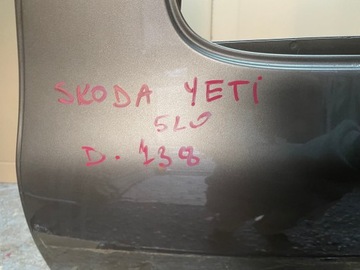 SKODA YETİ
5L0
D. 138